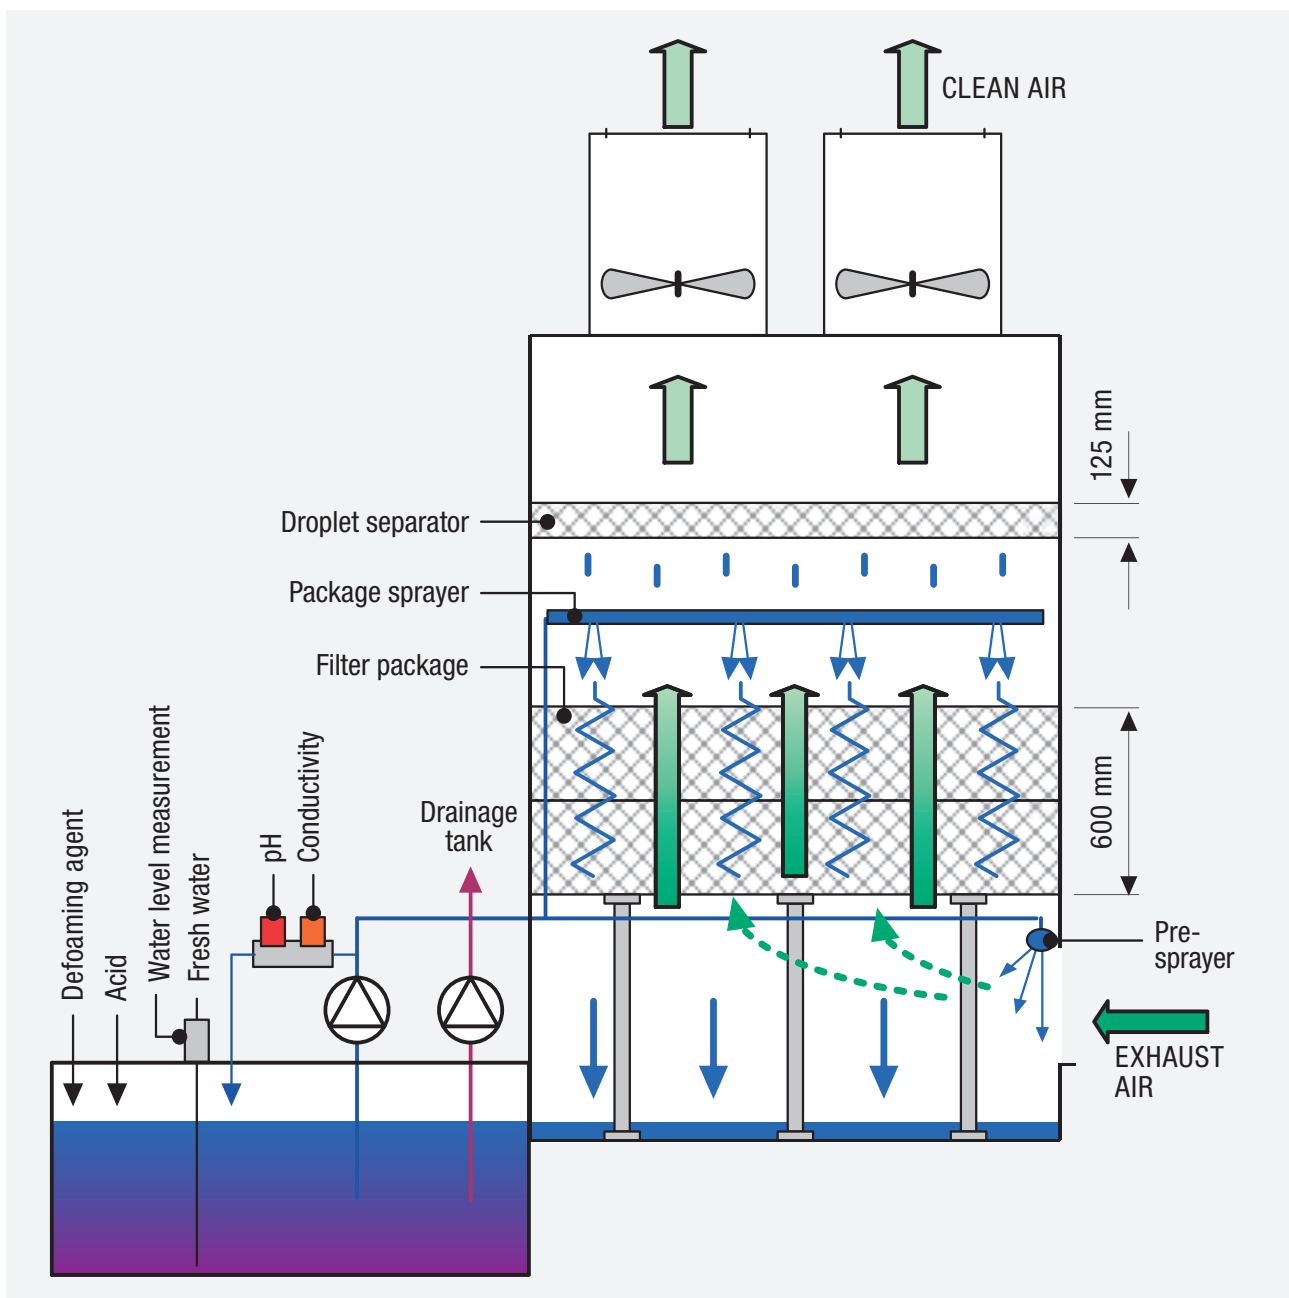 CLEAN AIR
125 mm
Droplet separator
Package sprayer
Filter package
600 mm
Defoaming agent
Acid
Water level measurement
Fresh water
pH
Conductivity
Drainage
tank
Pre-
sprayer
EXHAUST
AIR